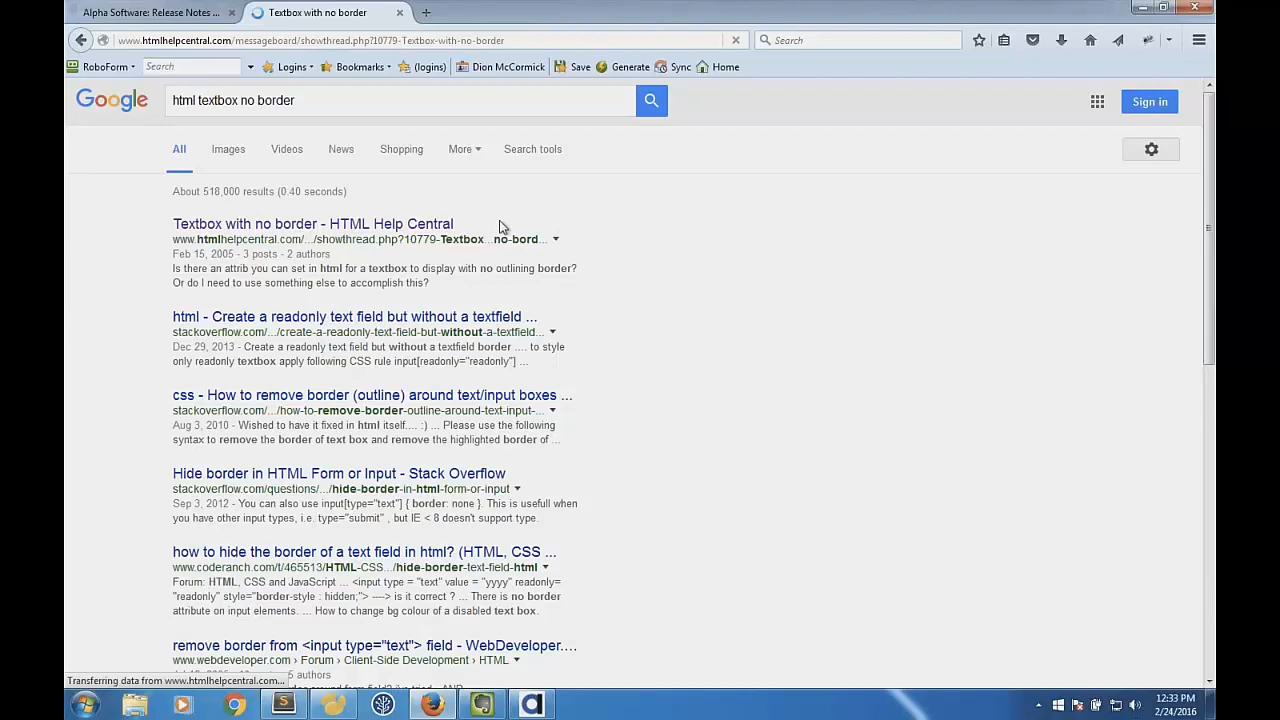 Alpha Software: Release Notes ...
Textbox with no border
www.htmlhelpcentral.com/messageboard/showthread.php?10779-Textbox-with-no-border
Search
RoboForm
Search
Logins
Bookmarks
(logins)
Dion McCormick
Save
Generate
Sync
Home
Google
html textbox no border
Sign in
All
Images
Videos
News
Shopping
More
Search tools
About 518,000 results (0.40 seconds)
Textbox with no border - HTML Help Central
www.htmlhelpcentral.com/.../showthread.php?10779-Textbox...no-bord...
Feb 15, 2005 - 3 posts - 2 authors
Is there an attrib you can set in html for a textbox to display with no outlining border?
Or do I need to use something else to accomplish this?
html - Create a readonly text field but without a textfield ...
stackoverflow.com/.../create-a-readonly-text-field-but-without-a-textfield...
Dec 29, 2013 - Create a readonly text field but without a textfield border .... to style
only readonly textbox apply following CSS rule input[readonly="readonly"] ...
css - How to remove border (outline) around text/input boxes ...
stackoverflow.com/.../how-to-remove-border-outline-around-text-input-...
Aug 3, 2010 - Wished to have it fixed in html itself.... :) ... Please use the following
syntax to remove the border of text box and remove the highlighted border of ...
Hide border in HTML Form or Input - Stack Overflow
stackoverflow.com/questions/.../hide-border-in-html-form-or-input
Sep 3, 2012 - You can also use input[type="text"] { border: none }. This is usefull when
you have other input types, i.e. type="submit" , but IE < 8 doesn't support type.
how to hide the border of a text field in html? (HTML, CSS ...
www.coderanch.com/t/465513/HTML-CSS.../hide-border-text-field-html
Forum: HTML, CSS and JavaScript ... <input type = "text" value = "yyyy" readonly=
"readonly" style="border-style : hidden;"> ----> is it correct ? ... There is no border
attribute on input elements. ... How to change bg colour of a disabled text box.
remove border from <input type="text"> field - WebDeveloper....
www.webdeveloper.com › Forum › Client-Side Development › HTML
5 authors
Transferring data from www.htmlhelpcentral.com...
12:33 PM
2/24/2016